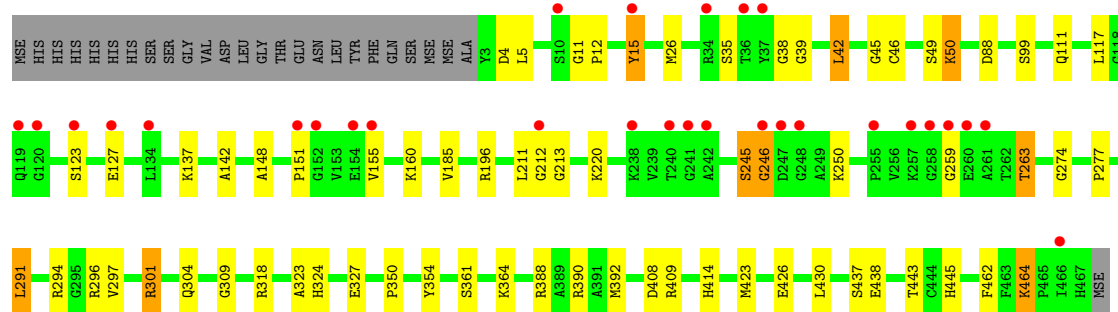 MSE HIS HIS HIS HIS HIS HIS SER SER GLY VAL ASP LEU GLY THR GLU ASN LEU TYR PHE GLN SER MSE MSE ALA Y3 D4 L5 S10 G11 P12 Y15 M26 R34 S35 T36 Y37 G38 G39 L42 G45 C46 S49 K50 D88 S99 Q111 L117 G118
Q119 G120 S123 E127 L134 K137 A142 A148 P151 G152 V153 E154 V155 K160 V185 R196 L211 G212 G213 K220 K238 V239 T240 G241 A242 S245 G246 D247 G248 A249 K250 P255 V256 K257 G258 G259 E260 A261 T262 T263 G274 P277
L291 R294 G295 R296 V297 R301 Q304 G309 R318 A323 H324 E327 P350 Y354 S361 K364 R388 A389 R390 A391 M392 D408 R409 H414 M423 E426 L430 S437 E438 T443 C444 H445 F462 F463 K464 P465 I466 H467 MSE